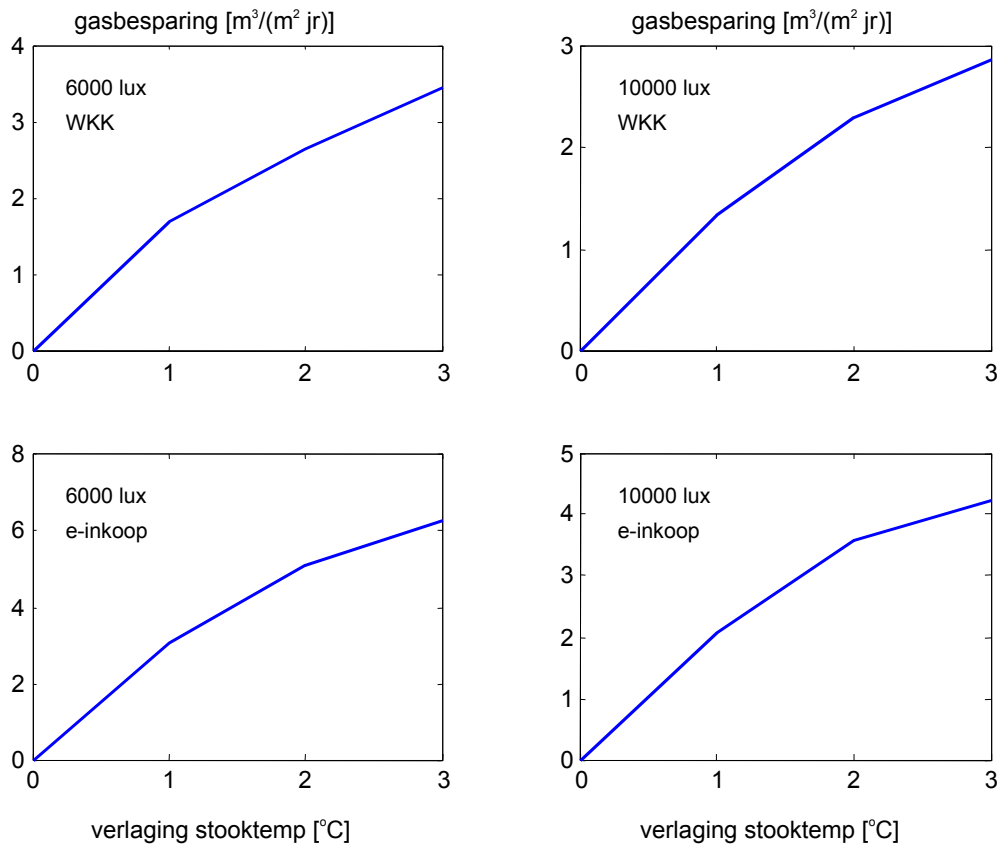 gasbesparing [m³/(m² jr)]
4
3
2
1
0
6000 lux
WKK
0 1 2 3
gasbesparing [m³/(m² jr)]
3
2
1
0
10000 lux
WKK
0 1 2 3
8
6
4
2
0
6000 lux
e-inkoop
0 1 2 3
verlaging stooktemp [°C]
5
4
3
2
1
0
10000 lux
e-inkoop
0 1 2 3
verlaging stooktemp [°C]